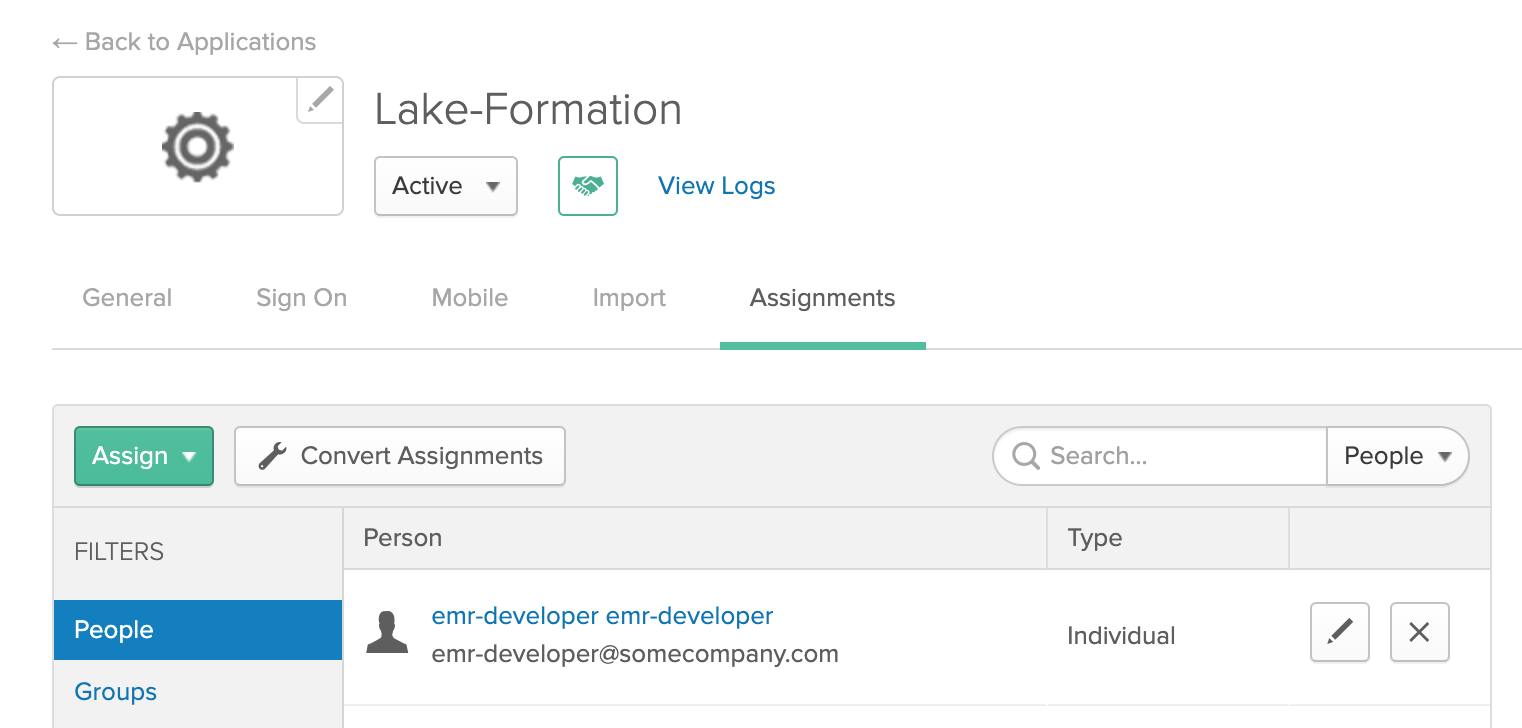 ← Back to Applications
Lake-Formation
Active
View Logs
General Sign On Mobile Import Assignments
Assign Convert Assignments Search... People
FILTERS
Person Type
People
emr-developer emr-developer
emr-developer@somecompany.com
Individual
Groups